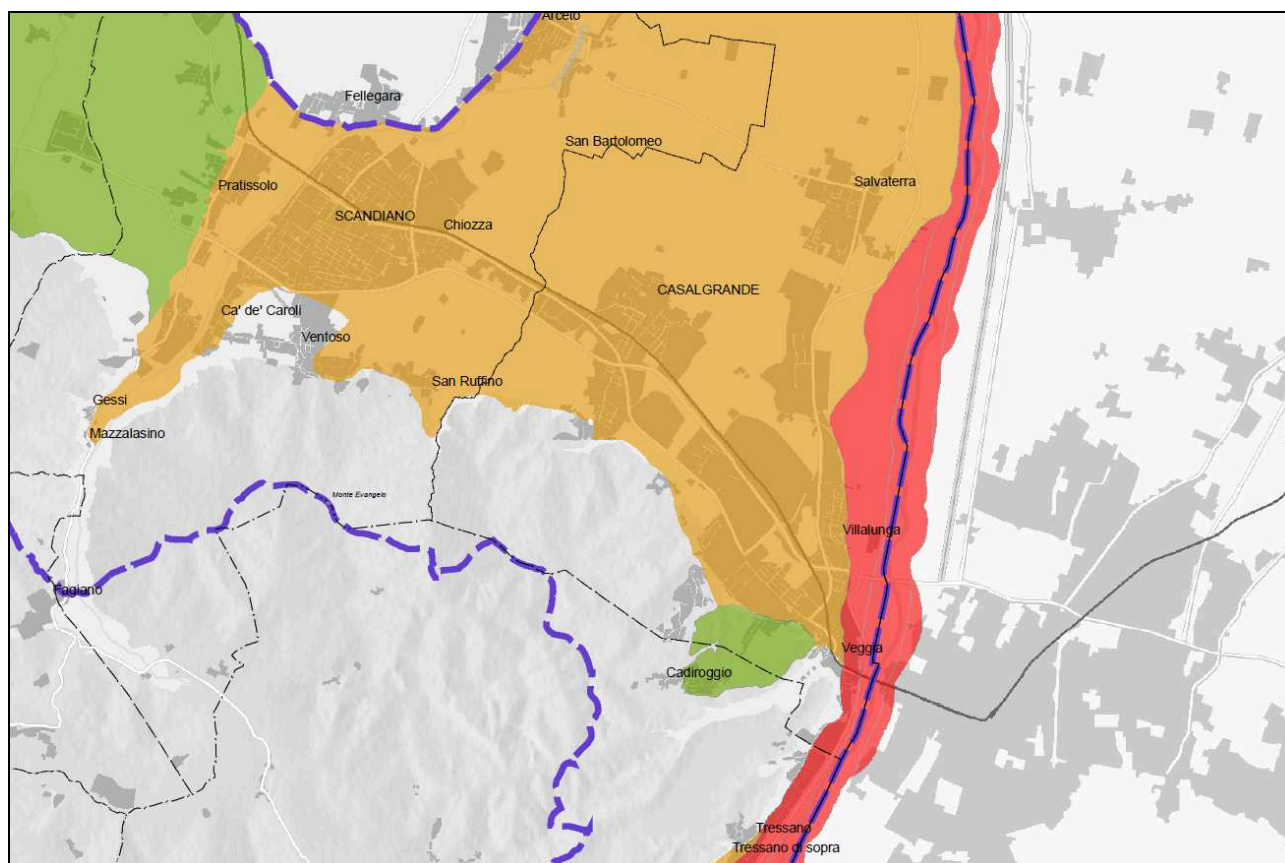 Arceto
Fellegara
San Bartolomeo
Pratissolo
Salvaterra
SCANDIANO
Chiozza
CASALGRANDE
Ca' de' Caroli
Ventoso
San Ruffino
Gessi
Mazzalasino
Monte Evangelo
Villalunga
Fagiano
Veggia
Cadiroggio
Tressano
Tressano di sopra